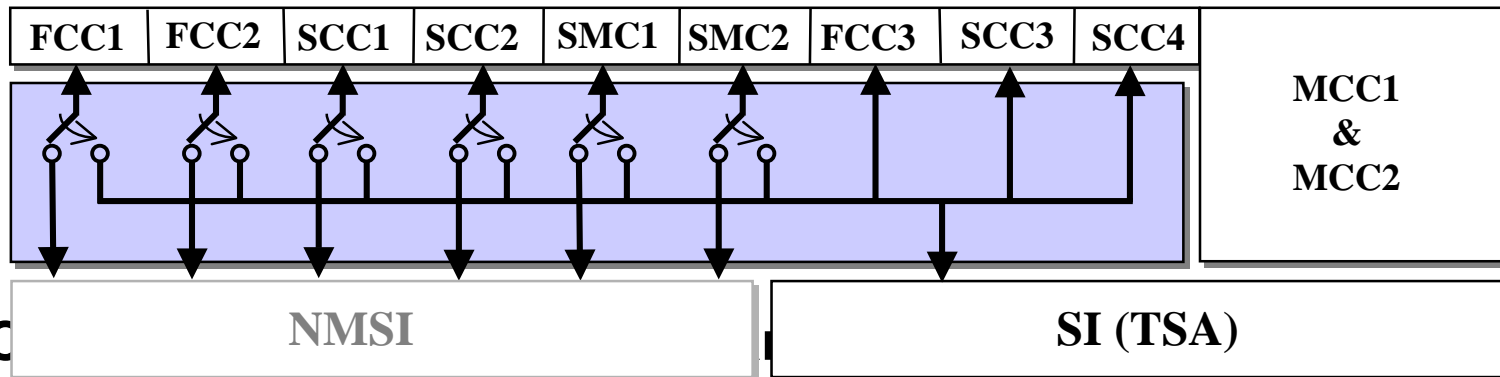 FCC1 FCC2 SCC1 SCC2 SMC1 SMC2 FCC3 SCC3 SCC4
MCC1
&
MCC2
NMSI SI (TSA)